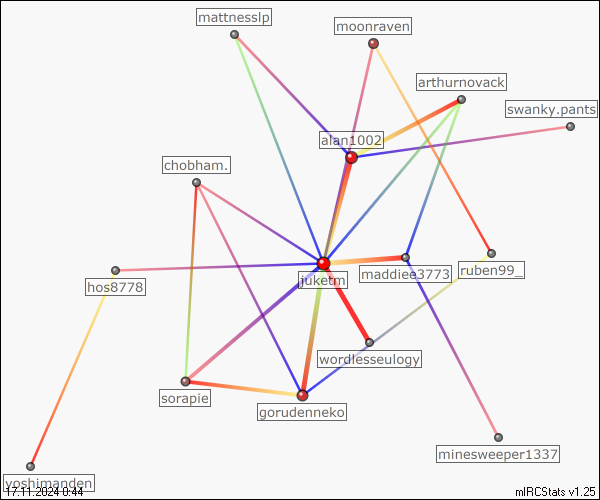 mattnesslp
moonraven
arthurnovack
swanky.pants
alan1002
chobham.
maddiee3773
ruben99_
juketm
hos8778
wordlesseulogy
sorapie
gorudenneko
minesweeper1337
yoshimanden
17.11.2024 0:44
mIRCStats v1.25